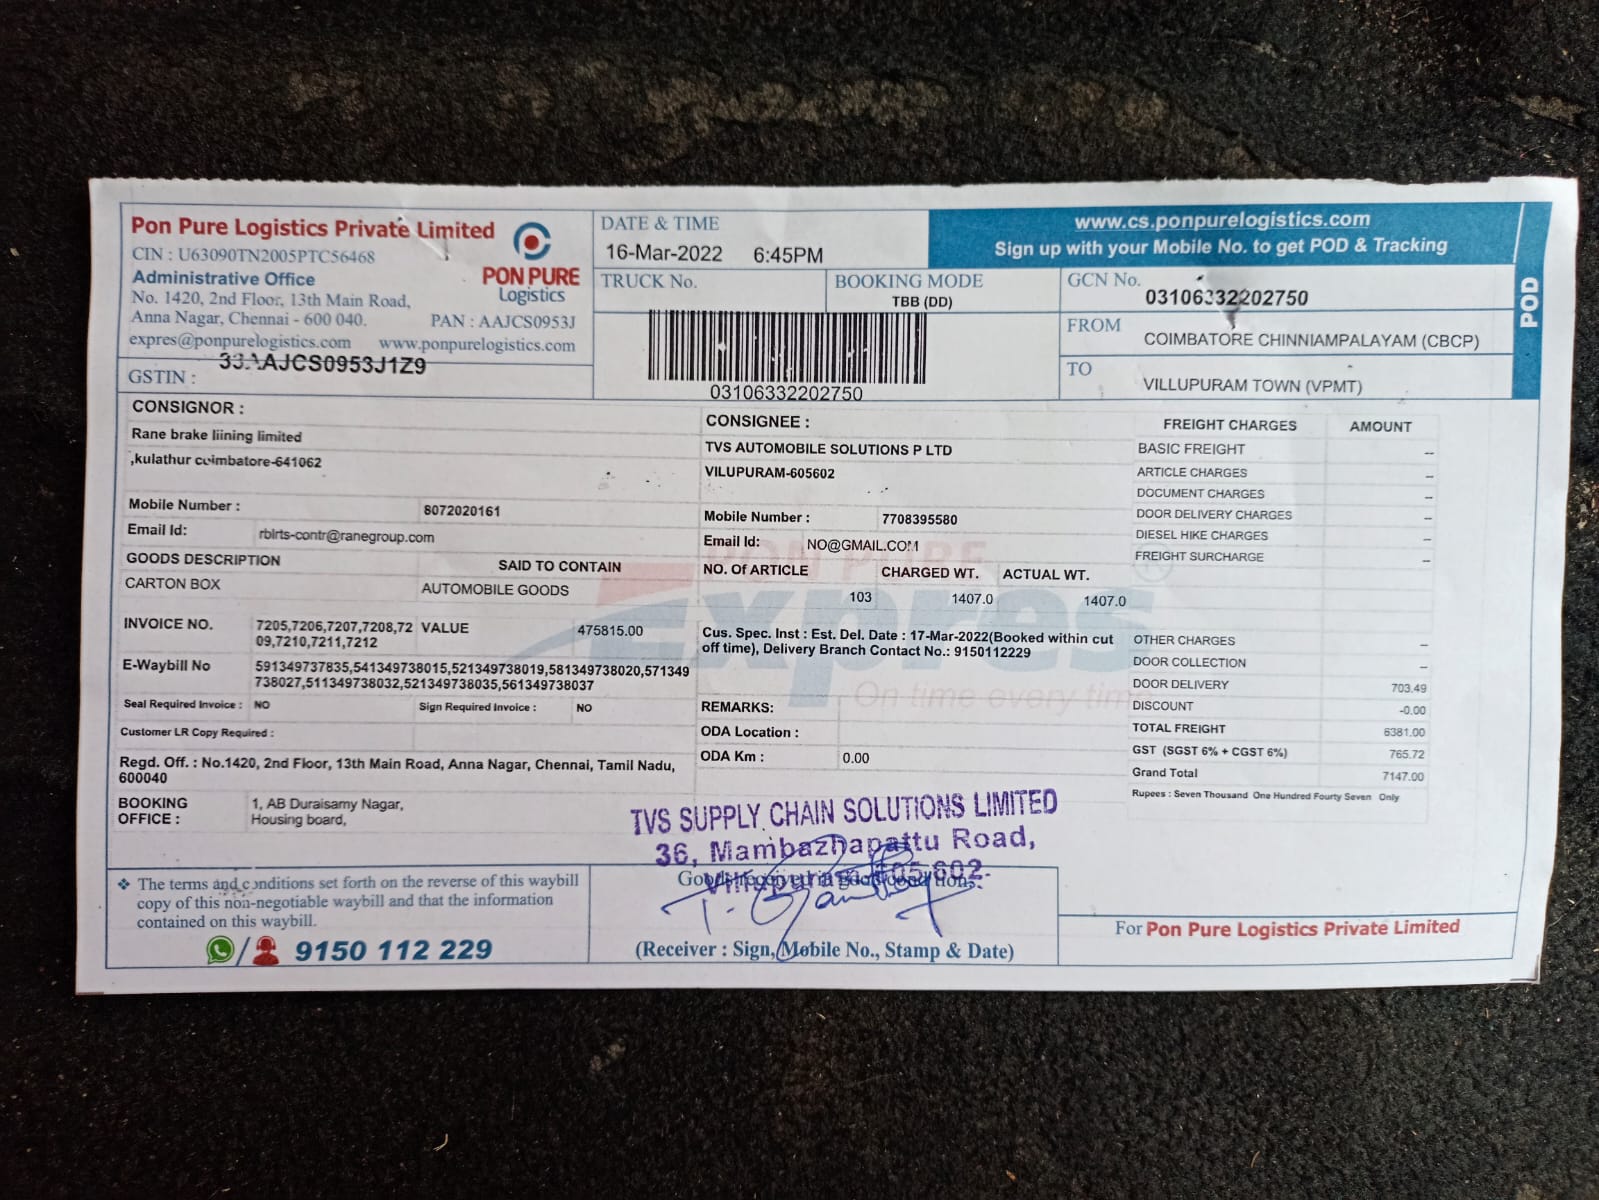 Pon Pure Logistics Private Limited
CIN : U63090TN2005PTC56468
Administrative Office
No. 1420, 2nd Floor, 13th Main Road,
Anna Nagar, Chennai - 600 040.
PAN : AAJCS0953J
expres@ponpurelogistics.com www.ponpurelogistics.com
GSTIN : 33AAJCS0953J1Z9
PON PURE
Logistics
DATE & TIME
16-Mar-2022 6:45PM
TRUCK No.
BOOKING MODE
TBB (DD)
03106332202750
www.cs.ponpurelogistics.com
Sign up with your Mobile No. to get POD & Tracking
GCN No. 03106332202750
FROM COIMBATORE CHINNIAMPALAYAM (CBCP)
TO VILLUPURAM TOWN (VPMT)
POD
CONSIGNOR :
Rane brake liining limited
,kulathur coimbatore-641062
Mobile Number : 8072020161
Email Id: rblrts-contr@ranegroup.com
GOODS DESCRIPTION SAID TO CONTAIN
CARTON BOX AUTOMOBILE GOODS
INVOICE NO. 7205,7206,7207,7208,72
09,7210,7211,7212
VALUE 475815.00
E-Waybill No 591349737835,541349738015,521349738019,581349738020,571349
738027,511349738032,521349738035,561349738037
Seal Required Invoice : NO Sign Required Invoice : NO
Customer LR Copy Required :
Regd. Off. : No.1420, 2nd Floor, 13th Main Road, Anna Nagar, Chennai, Tamil Nadu,
600040
BOOKING
OFFICE :
1, AB Duraisamy Nagar,
Housing board,
CONSIGNEE :
TVS AUTOMOBILE SOLUTIONS P LTD
VILUPURAM-605602
Mobile Number : 7708395580
Email Id: NO@GMAIL.COM
NO. Of ARTICLE CHARGED WT. ACTUAL WT.
103 1407.0 1407.0
PON PURE
Expres
On time every time
Cus. Spec. Inst : Est. Del. Date : 17-Mar-2022(Booked within cut
off time), Delivery Branch Contact No.: 9150112229
REMARKS:
ODA Location :
ODA Km : 0.00
FREIGHT CHARGES AMOUNT
BASIC FREIGHT --
ARTICLE CHARGES --
DOCUMENT CHARGES --
DOOR DELIVERY CHARGES --
DIESEL HIKE CHARGES --
FREIGHT SURCHARGE --
OTHER CHARGES --
DOOR COLLECTION --
DOOR DELIVERY 703.49
DISCOUNT -0.00
TOTAL FREIGHT 6381.00
GST (SGST 6% + CGST 6%) 765.72
Grand Total 7147.00
Rupees : Seven Thousand One Hundred Fourty Seven Only
TVS SUPPLY CHAIN SOLUTIONS LIMITED
36, Mambazhapattu Road,
Goods received in good conditions.
(Receiver : Sign, Mobile No., Stamp & Date)
❖ The terms and conditions set forth on the reverse of this waybill
copy of this non-negotiable waybill and that the information
contained on this waybill.
9150 112 229
For Pon Pure Logistics Private Limited